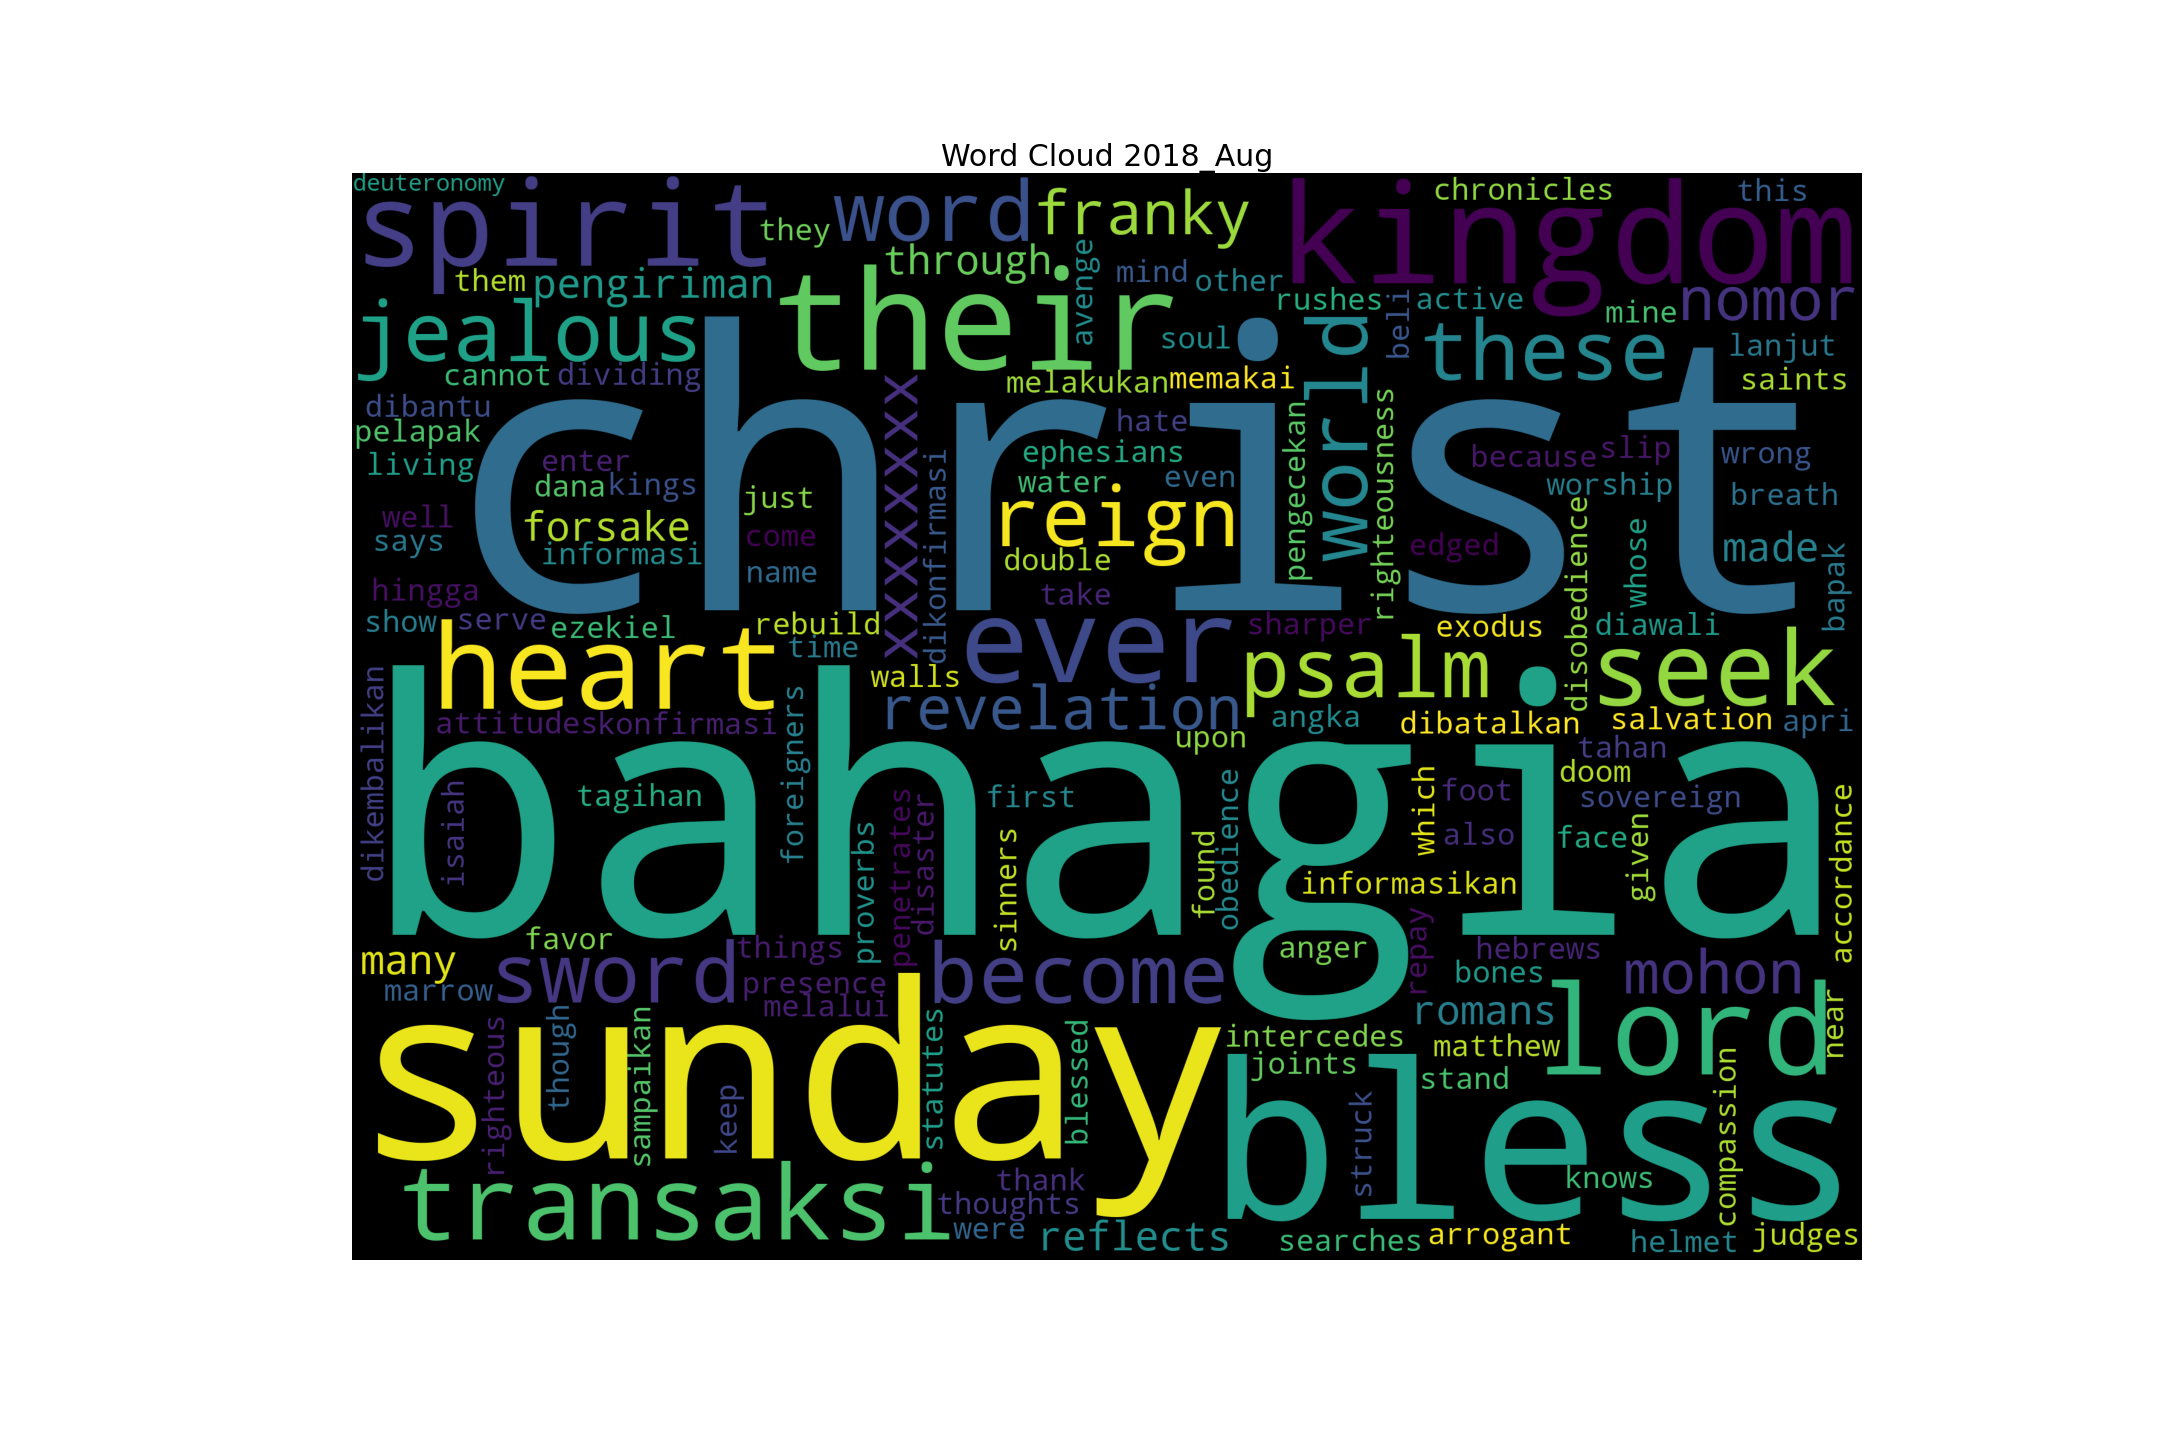 Word Cloud 2018_Aug
deuteronomy
spirit
they
word
franky
kingdom
chronicles
this
through
avenge
mind
other
them
pengiriman
their
rushes
beli
active
mine
nomor
jealous
soul
world
these
lanjut
cannot
dividing
christ
melakukan
memakai
saints
dibantu
pelapak
living
xxxxxxxxxx
hate
pengecekan
righteousness
because
slip
wrong
enter
dana
kings
just
dikonfirmasi
ephesians
water
even
worship
breath
well
says
forsake
informasi
come
name
reign
double
edged
disobedience
whose
made
bapak
hingga
take
show
serve
ezekiel
rebuild
time
ever
sharper
exodus
diawali
heart
walls
psalm
seek
revelation
dikembalikan
attitudes
konfirmasi
foreigners
angka
dibatalkan
salvation
apri
bahagia
upon
tahan
isaiah
tagihan
first
which
foot
doom
sovereign
proverbs
penetrates
disaster
sinners
found
obedience
also
face
given
accordance
informasikan
many
favor
things
anger
repay
hebrews
marrow
sword
presence
melalui
become
bones
mohon
sunday
righteous
though
sampaikan
keep
statutes
blessed
intercedes
joints
romans
matthew
lord
near
stand
bless
struck
compassion
transaksi
thank
thoughts
were
reflects
knows
searches
arrogant
helmet
judges